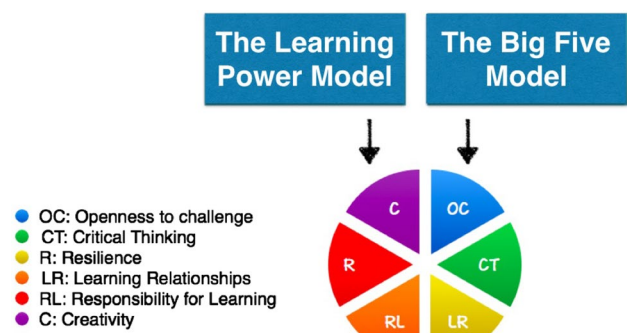 The Learning
Power Model
The Big Five
Model
OC: Openness to challenge
CT: Critical Thinking
R: Resilience
LR: Learning Relationships
RL: Responsibility for Learning
C: Creativity
C
OC
R
CT
RL
LR